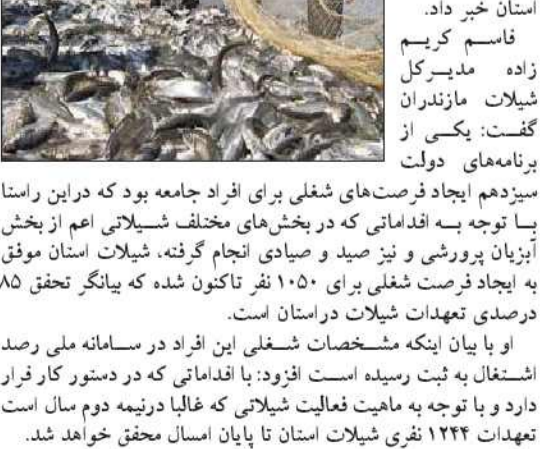 استان خبر داد.
قاسم کریم
زاده مدیرکل
شیلات مازندران
گفت: یکی از
برنامه‌های دولت
سیزدهم ایجاد فرصت‌های شغلی برای افراد جامعه بود که دراین راستا
با توجه به اقداماتی که در بخش‌های مختلف شیلاتی اعم از بخش
آبزیان پرورشی و نیز صید و صیادی انجام گرفته، شیلات استان موفق
به ایجاد فرصت شغلی برای ۱۰۵۰ نفر تاکنون شده که بیانگر تحقق ۸۵
درصدی تعهدات شیلات دراستان است.
او با بیان اینکه مشخصات شغلی این افراد در سامانه ملی رصد
اشتغال به ثبت رسیده است افزود: با اقداماتی که در دستور کار قرار
دارد و با توجه به ماهیت فعالیت شیلاتی که غالبا درنیمه دوم سال است
تعهدات ۱۲۴۴ نفری شیلات استان تا پایان امسال محقق خواهد شد.